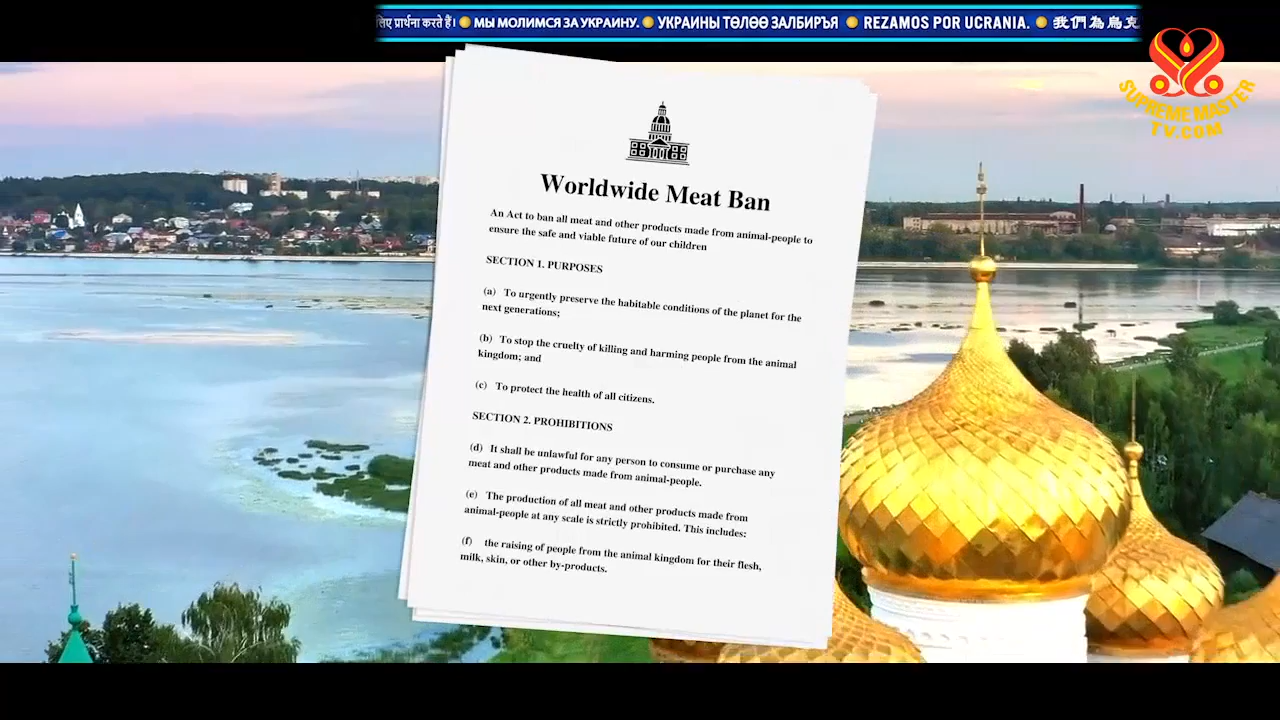 लिए प्रार्थना करते हैं। МЫ МОЛИМСЯ ЗА УКРАИНУ. УКРАИНЫ ТӨЛӨӨ ЗАЛБИРЪЯ REZAMOS POR UCRANIA. 我們為烏克
SUPREME MASTER
TV.COM
Worldwide Meat Ban
An Act to ban all meat and other products made from animal-people to
ensure the safe and viable future of our children
SECTION 1. PURPOSES
(a) To urgently preserve the habitable conditions of the planet for the
next generations;
(b) To stop the cruelty of killing and harming people from the animal
kingdom; and
(c) To protect the health of all citizens.
SECTION 2. PROHIBITIONS
(d) It shall be unlawful for any person to consume or purchase any
meat and other products made from animal-people.
(e) The production of all meat and other products made from
animal-people at any scale is strictly prohibited. This includes:
(f) the raising of people from the animal kingdom for their flesh,
milk, skin, or other by-products.